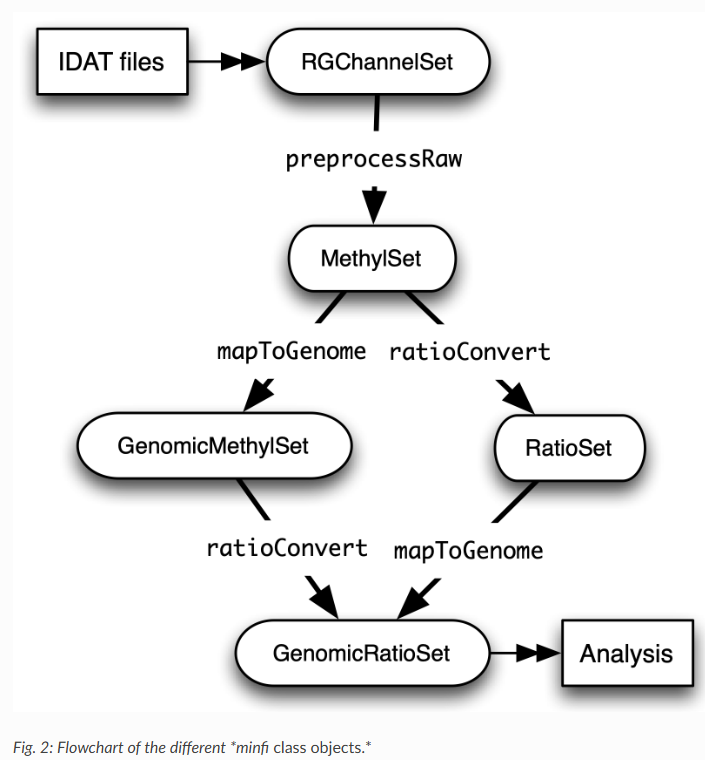 IDAT files
RGChannelSet
preprocessRaw
MethylSet
mapToGenome ratioConvert
GenomicMethylSet
RatioSet
ratioConvert mapToGenome
GenomicRatioSet
Analysis
Fig. 2: Flowchart of the different *minfi class objects.*